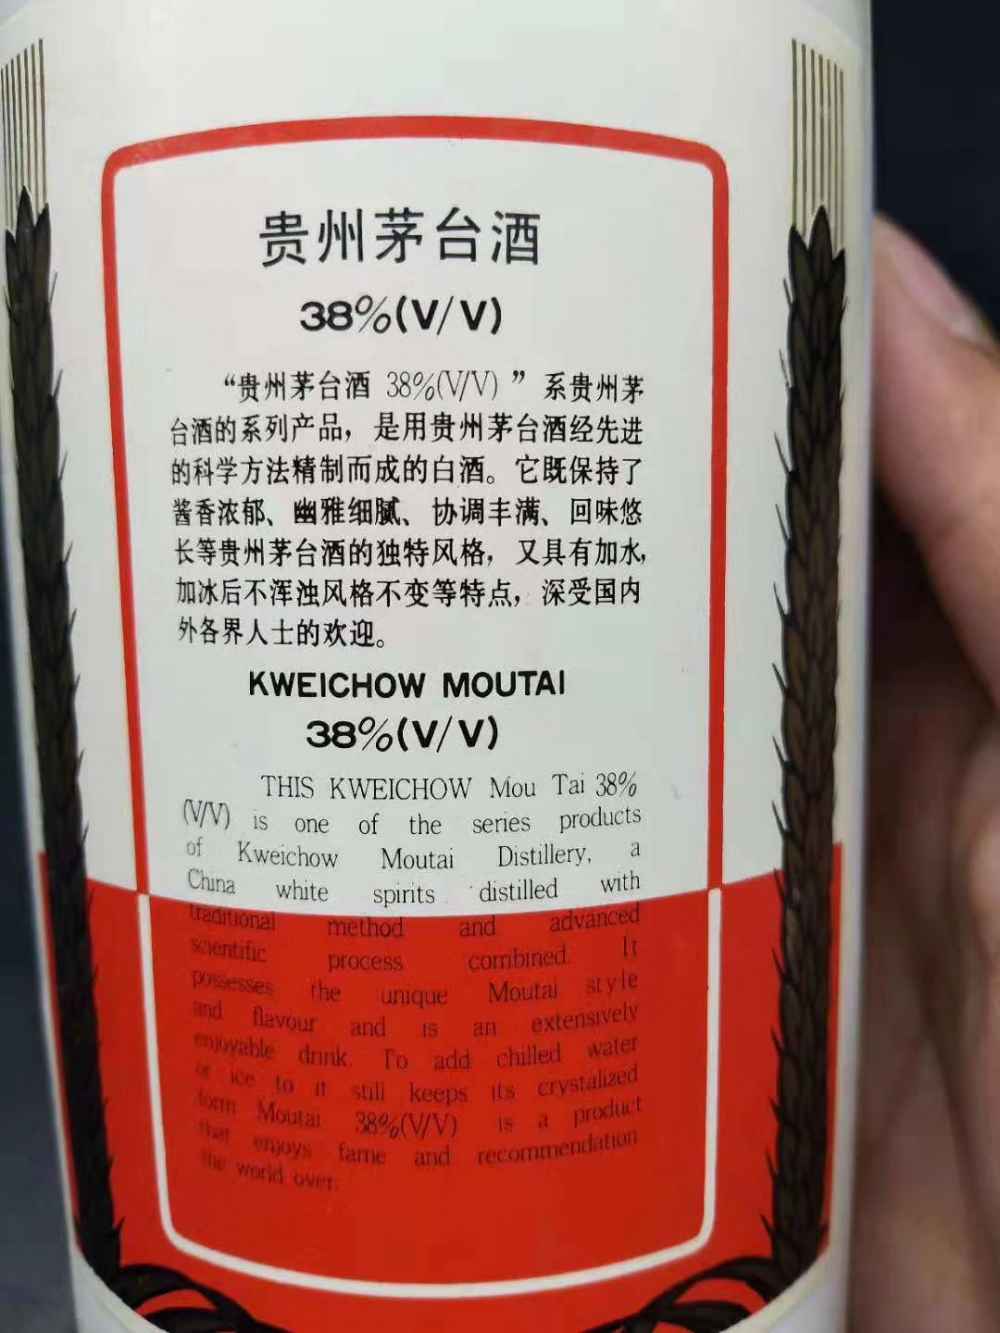 贵州茅台酒
38%(V/V)
“贵州茅台酒 38%(V/V)”系贵州茅
台酒的系列产品，是用贵州茅台酒经先进
的科学方法精制而成的白酒。它既保持了
酱香浓郁、幽雅细腻、协调丰满、回味悠
长等贵州茅台酒的独特风格，又具有加水，
加冰后不浑浊风格不变等特点，深受国内
外各界人士的欢迎。
KWEICHOW MOUTAI
38%(V/V)
THIS KWEICHOW Mou Tai 38%
(V/V) is one of the series products
of Kweichow Moutai Distillery, a
China white spirits distilled with
traditional method and advanced
scientific process combined. It
possesses the unique Moutai style
and flavour and is an extensively
enjoyable drink. To add chilled water
or ice to it still keeps its crystalized
form Moutai 38%(V/V) is a product
that enjoys fame and recommendation
the world over.